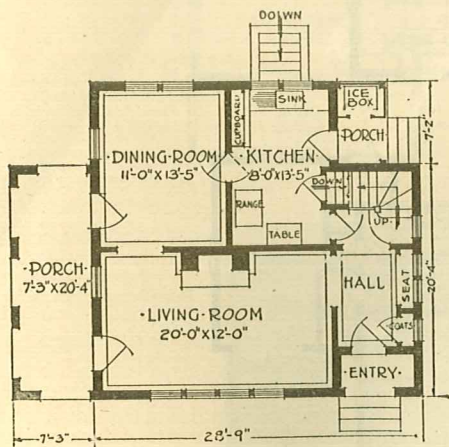 DOWN
SINK
CUPBOARD
ICE
BOX
PORCH
7'-2"
·DINING·ROOM
11'-0" X 13'-5"
·KITCHEN·
8'-0"X13'-5"
DOWN
RANGE
TABLE
UP
·PORCH·
7'-3"X20'-4"
·LIVING·ROOM
20'-0"X12'-0"
HALL
SEAT
COATS
20'-4"
·ENTRY·
7'-3"
28'-9"